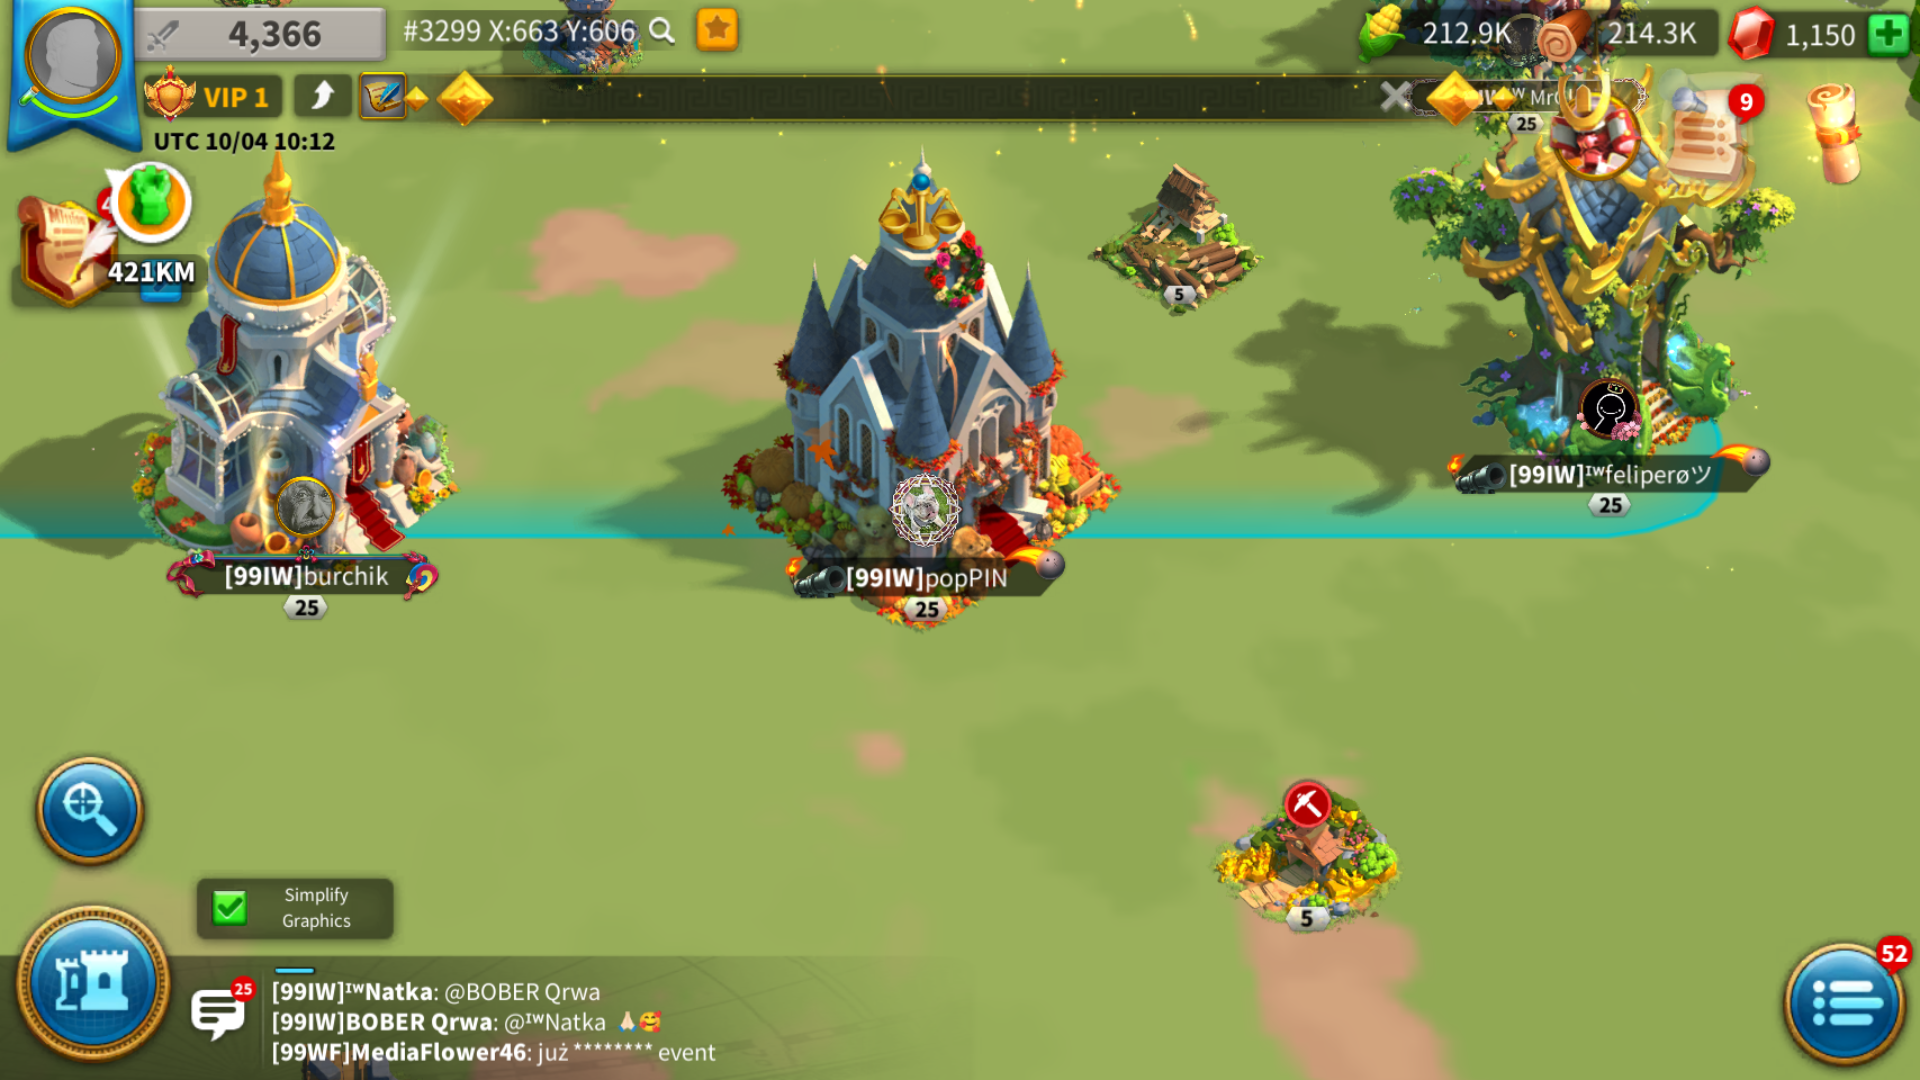 4,366
#3299 X:663 Y:606
212.9K
214.3K
1,150
VIP 1
UTC 10/04 10:12
25
9
Mission
4
421KM
5
[99IW]ᴵᵂfeliperøツ
25
[99IW]burchik
25
[99IW]popPIN
25
5
Simplify
Graphics
52
25
[99IW]ᴵᵂNatka: @BOBER Qrwa
[99IW]BOBER Qrwa: @ᴵᵂNatka 🙏🏻🥰
[99WF]MediaFlower46: już ******** event